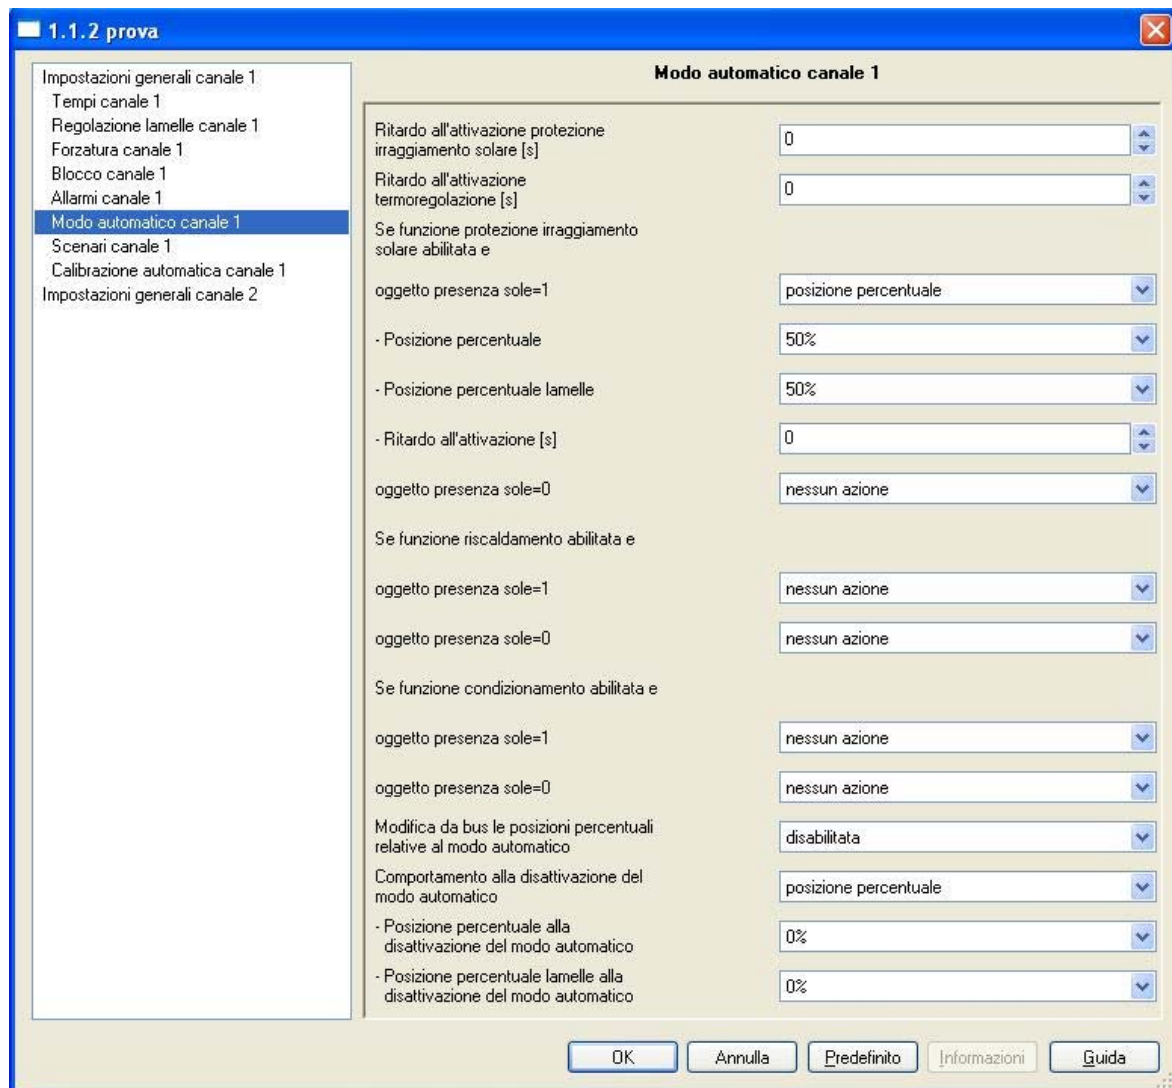 1.1.2 prova
Impostazioni generali canale 1
Tempi canale 1
Regolazione lamelle canale 1
Forzatura canale 1
Blocco canale 1
Allarmi canale 1
Modo automatico canale 1
Scenari canale 1
Calibrazione automatica canale 1
Impostazioni generali canale 2
Modo automatico canale 1
Ritardo all'attivazione protezione
irraggiamento solare [s]
0
Ritardo all'attivazione
termoregolazione [s]
0
Se funzione protezione irraggiamento
solare abilitata e
oggetto presenza sole=1
posizione percentuale
- Posizione percentuale
50%
- Posizione percentuale lamelle
50%
- Ritardo all'attivazione [s]
0
oggetto presenza sole=0
nessun azione
Se funzione riscaldamento abilitata e
oggetto presenza sole=1
nessun azione
oggetto presenza sole=0
nessun azione
Se funzione condizionamento abilitata e
oggetto presenza sole=1
nessun azione
oggetto presenza sole=0
nessun azione
Modifica da bus le posizioni percentuali
relative al modo automatico
disabilitata
Comportamento alla disattivazione del
modo automatico
posizione percentuale
- Posizione percentuale alla
disattivazione del modo automatico
0%
- Posizione percentuale lamelle alla
disattivazione del modo automatico
0%
OK
Annulla
Predefinito
Informazioni
Guida